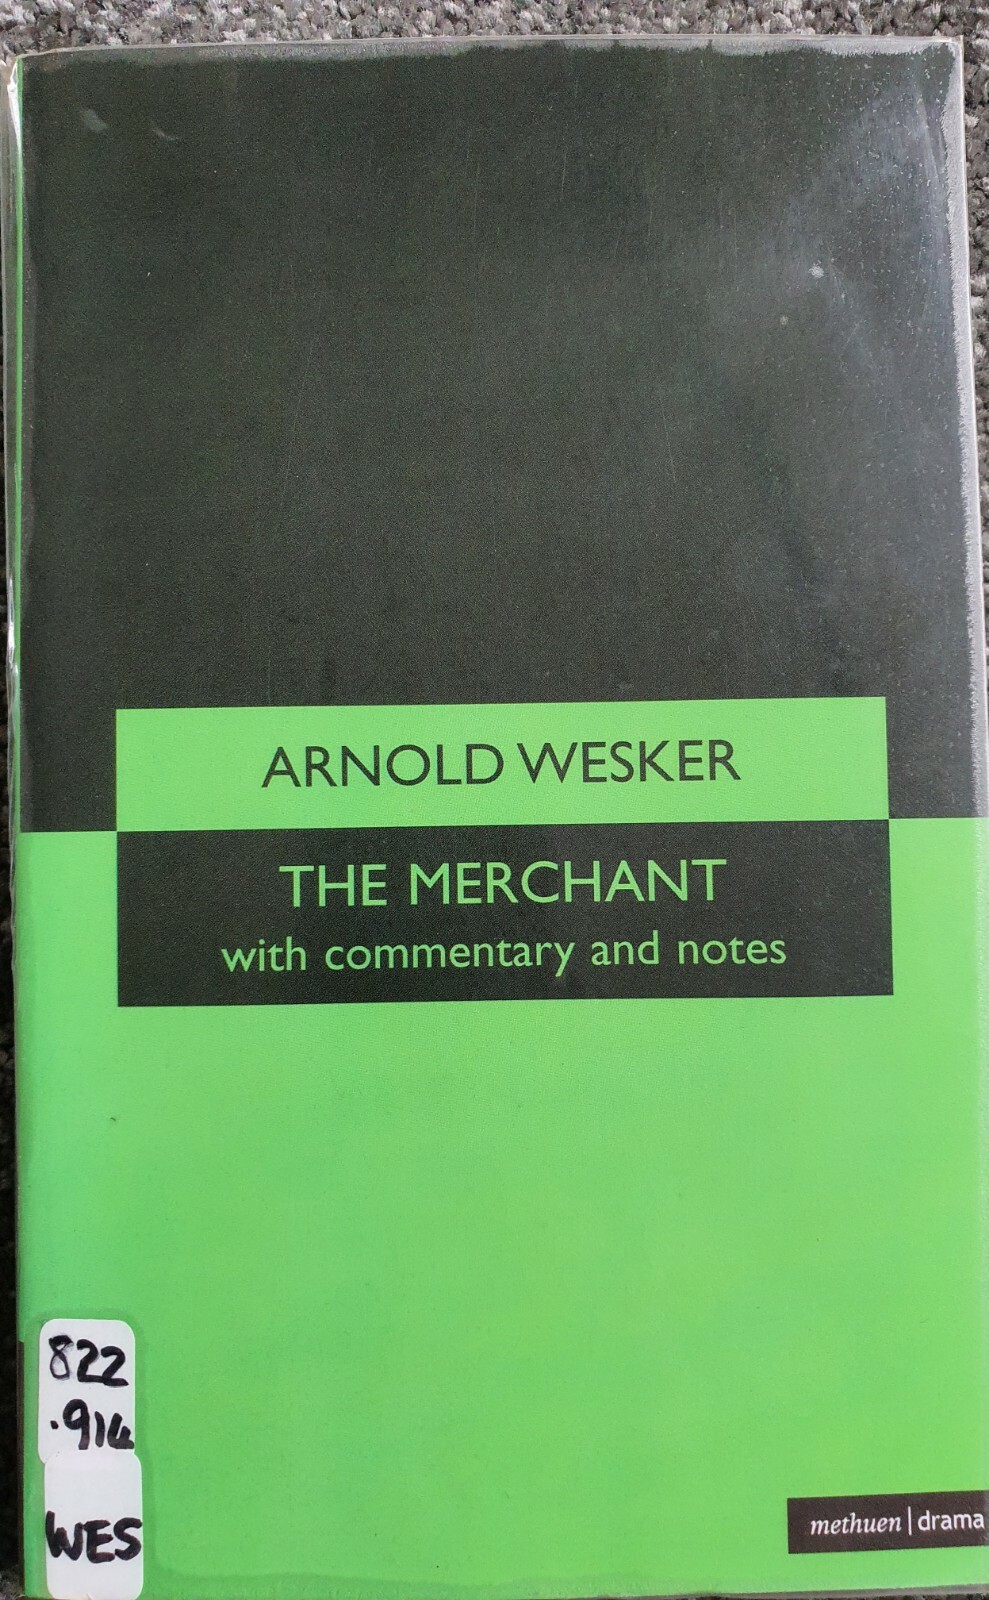 ARNOLD WESKER
THE MERCHANT
with commentary and notes
822
.914
WES
methuen | drama